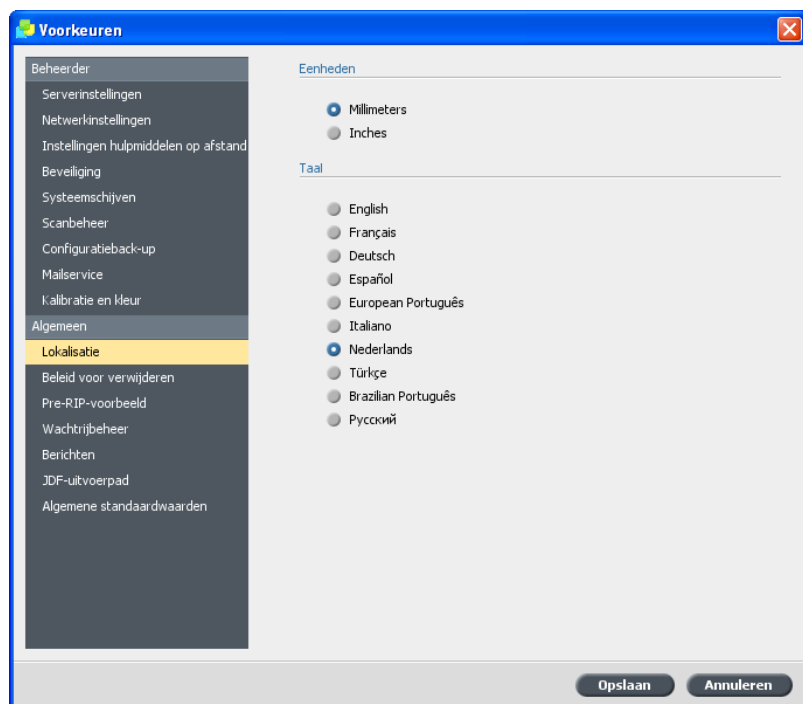 Voorkeuren
Beheerder
Serverinstellingen
Netwerkinstellingen
Instellingen hulpmiddelen op afstand
Beveiliging
Systeemschijven
Scanbeheer
Configuratieback-up
Mailservice
Kalibratie en kleur
Algemeen
Lokalisatie
Beleid voor verwijderen
Pre-RIP-voorbeeld
Wachtrijbeheer
Berichten
JDF-uitvoerpad
Algemene standaardwaarden
Eenheden
Millimeters
Inches
Taal
English
Français
Deutsch
Español
European Português
Italiano
Nederlands
Türkçe
Brazilian Português
Русский
Opslaan
Annuleren